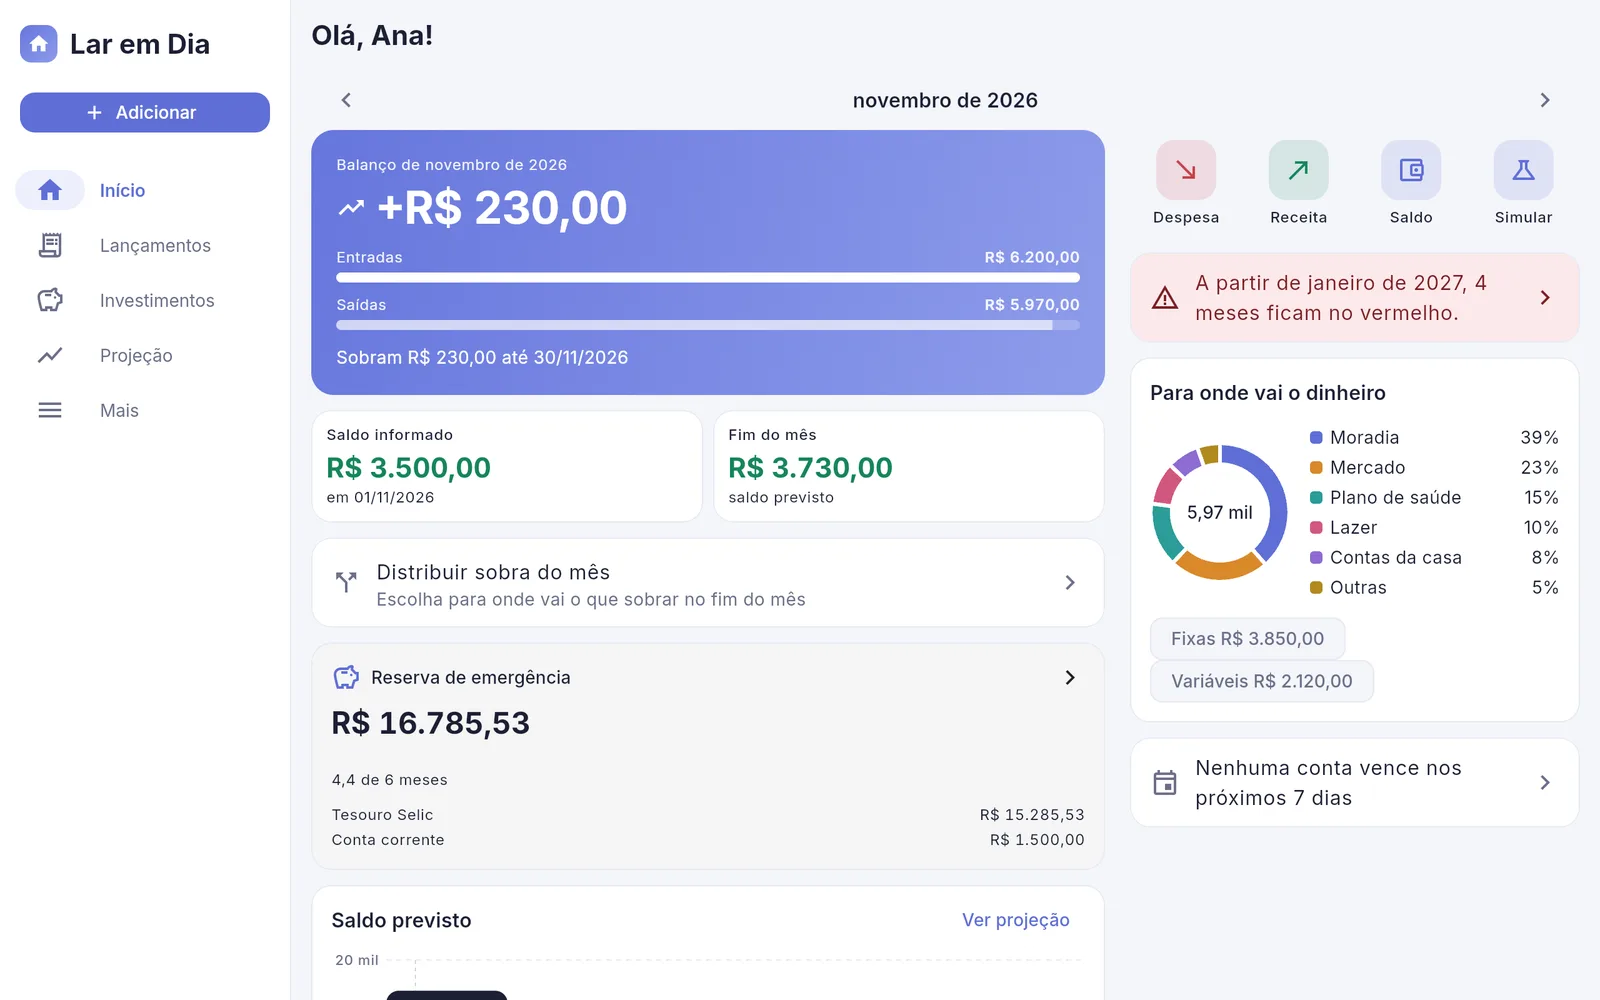 Lar em Dia
Adicionar
Início
Lançamentos
Investimentos
Projeção
Mais
Olá, Ana!
novembro de 2026
Balanço de novembro de 2026
+R$ 230,00
Entradas R$ 6.200,00
Saídas R$ 5.970,00
Sobram R$ 230,00 até 30/11/2026
Saldo informado
R$ 3.500,00
em 01/11/2026
Fim do mês
R$ 3.730,00
saldo previsto
Distribuir sobra do mês
Escolha para onde vai o que sobrar no fim do mês
Reserva de emergência
R$ 16.785,53
4,4 de 6 meses
Tesouro Selic R$ 15.285,53
Conta corrente R$ 1.500,00
Saldo previsto Ver projeção
20 mil
Despesa
Receita
Saldo
Simular
A partir de janeiro de 2027, 4
meses ficam no vermelho.
Para onde vai o dinheiro
5,97 mil
Moradia 39%
Mercado 23%
Plano de saúde 15%
Lazer 10%
Contas da casa 8%
Outras 5%
Fixas R$ 3.850,00
Variáveis R$ 2.120,00
Nenhuma conta vence nos
próximos 7 dias